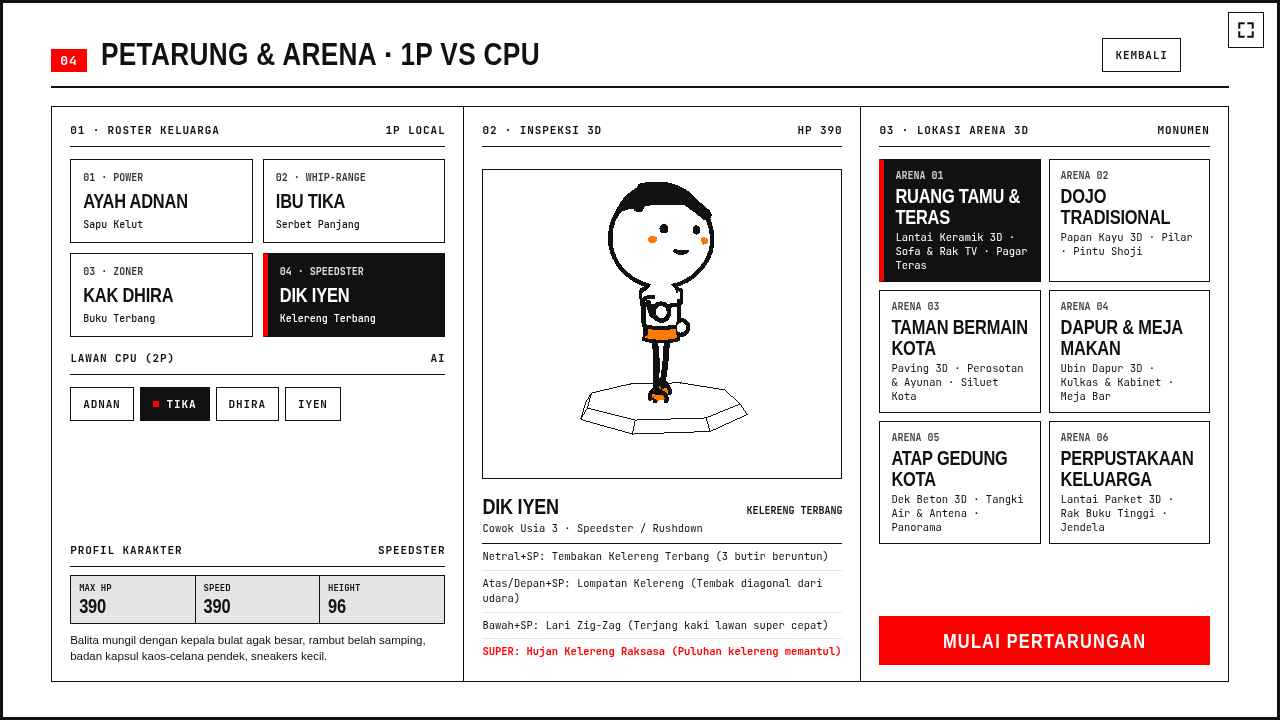 04 PETARUNG & ARENA · 1P VS CPU
KEMBALI
01 · ROSTER KELUARGA
1P LOCAL
01 · POWER
AYAH ADNAN
Sapu Kelut
02 · WHIP-RANGE
IBU TIKA
Serbet Panjang
03 · ZONER
KAK DHIRA
Buku Terbang
04 · SPEEDSTER
DIK IYEN
Kelereng Terbang
LAWAN CPU (2P)
AI
ADNAN
TIKA
DHIRA
IYEN
PROFIL KARAKTER
SPEEDSTER
MAX HP
390
SPEED
390
HEIGHT
96
Balita mungil dengan kepala bulat agak besar, rambut belah samping,
badan kapsul kaos-celana pendek, sneakers kecil.
02 · INSPEKSI 3D
HP 390
DIK IYEN
KELERENG TERBANG
Cowok Usia 3 · Speedster / Rushdown
Netral+SP: Tembakan Kelereng Terbang (3 butir beruntun)
Atas/Depan+SP: Lompatan Kelereng (Tembak diagonal dari
udara)
Bawah+SP: Lari Zig-Zag (Terjang kaki lawan super cepat)
SUPER: Hujan Kelereng Raksasa (Puluhan kelereng memantul)
03 · LOKASI ARENA 3D
MONUMEN
ARENA 01
RUANG TAMU &
TERAS
Lantai Keramik 3D ·
Sofa & Rak TV · Pagar
Teras
ARENA 02
DOJO
TRADISIONAL
Papan Kayu 3D · Pilar
· Pintu Shoji
ARENA 03
TAMAN BERMAIN
KOTA
Paving 3D · Perosotan
& Ayunan · Siluet
Kota
ARENA 04
DAPUR & MEJA
MAKAN
Ubin Dapur 3D ·
Kulkas & Kabinet ·
Meja Bar
ARENA 05
ATAP GEDUNG
KOTA
Dek Beton 3D · Tangki
Air & Antena ·
Panorama
ARENA 06
PERPUSTAKAAN
KELUARGA
Lantai Parket 3D ·
Rak Buku Tinggi ·
Jendela
MULAI PERTARUNGAN